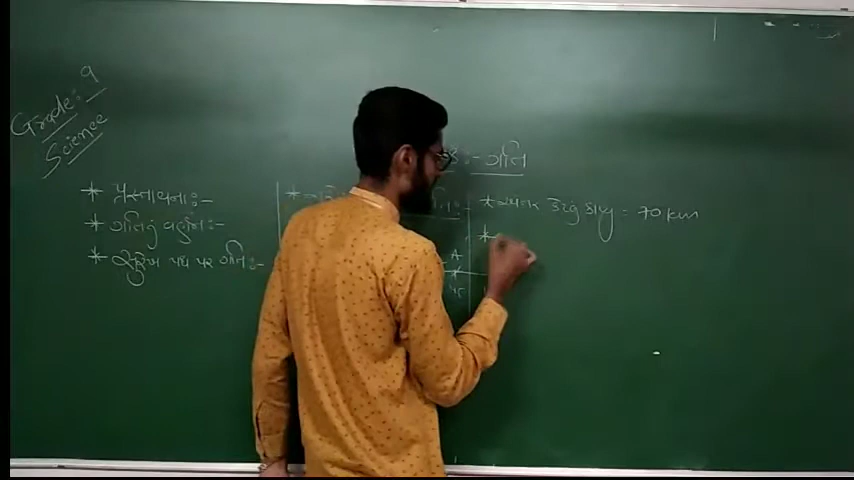 Grade: 9
Science
:- ગતિ
* પ્રસ્તાવના:-
* ગતિનું વર્ણન:-
* સુરેખ પથ પર ગતિ:-
* અંતર કેટલું કાપ્યું = 70 km
*
A